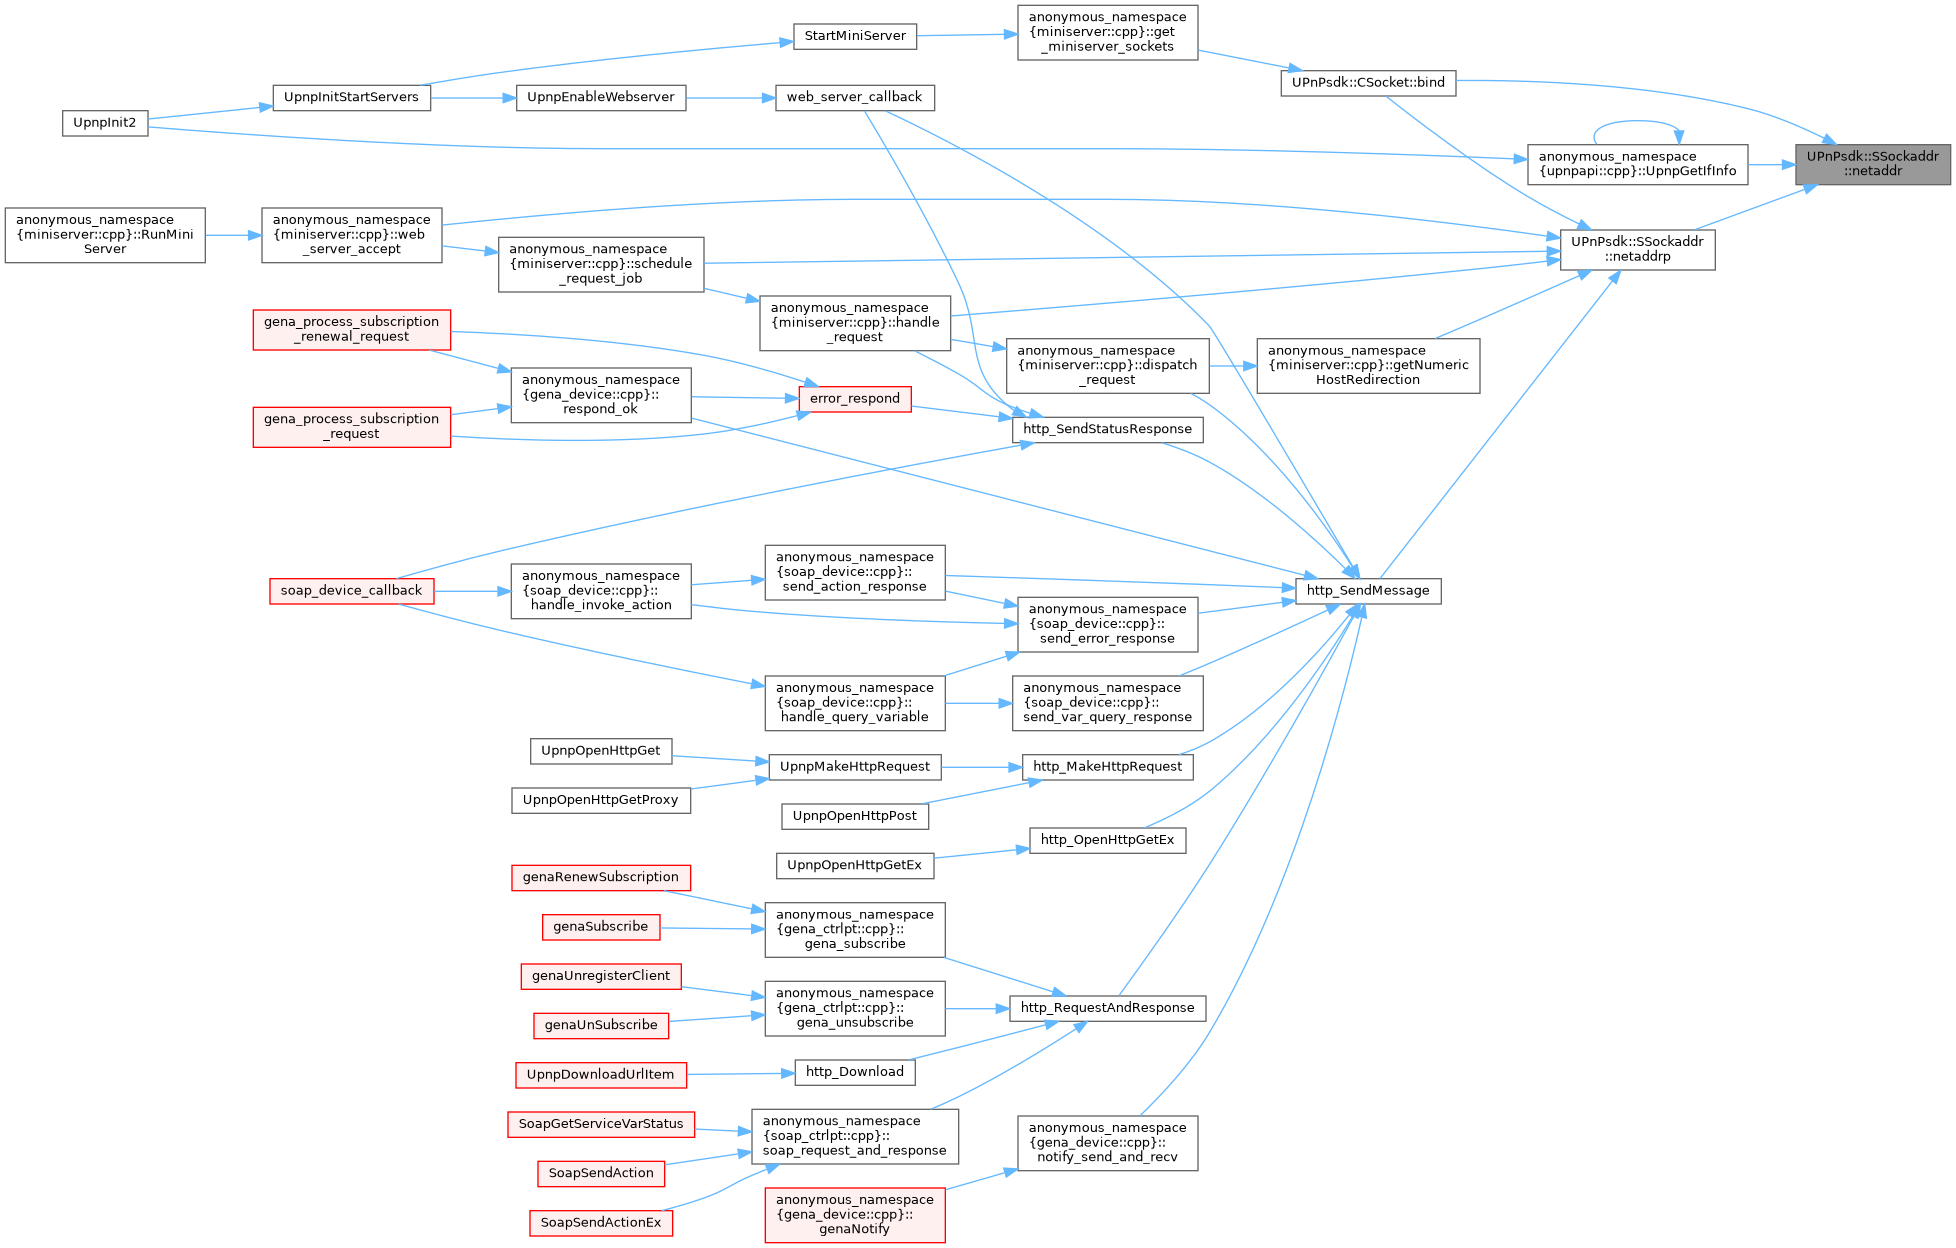 anonymous_namespace
{miniserver::cpp}::get
_miniserver_sockets
StartMiniServer
UPnPsdk::CSocket::bind
UpnpInitStartServers
UpnpEnableWebserver
web_server_callback
UpnpInit2
anonymous_namespace
{upnpapi::cpp}::UpnpGetIfInfo
UPnPsdk::SSockaddr
::netaddr
anonymous_namespace
{miniserver::cpp}::RunMini
Server
anonymous_namespace
{miniserver::cpp}::web
_server_accept
anonymous_namespace
{miniserver::cpp}::schedule
_request_job
UPnPsdk::SSockaddr
::netaddrp
anonymous_namespace
{miniserver::cpp}::handle
_request
gena_process_subscription
_renewal_request
anonymous_namespace
{miniserver::cpp}::dispatch
_request
anonymous_namespace
{miniserver::cpp}::getNumeric
HostRedirection
anonymous_namespace
{gena_device::cpp}::
respond_ok
error_respond
gena_process_subscription
_request
http_SendStatusResponse
soap_device_callback
anonymous_namespace
{soap_device::cpp}::
handle_invoke_action
anonymous_namespace
{soap_device::cpp}::
send_action_response
http_SendMessage
anonymous_namespace
{soap_device::cpp}::
send_error_response
anonymous_namespace
{soap_device::cpp}::
handle_query_variable
anonymous_namespace
{soap_device::cpp}::
send_var_query_response
UpnpOpenHttpGet
UpnpMakeHttpRequest
http_MakeHttpRequest
UpnpOpenHttpGetProxy
UpnpOpenHttpPost
http_OpenHttpGetEx
UpnpOpenHttpGetEx
genaRenewSubscription
anonymous_namespace
{gena_ctrlpt::cpp}::
gena_subscribe
genaSubscribe
genaUnregisterClient
anonymous_namespace
{gena_ctrlpt::cpp}::
gena_unsubscribe
http_RequestAndResponse
genaUnSubscribe
UpnpDownloadUrlItem
http_Download
SoapGetServiceVarStatus
anonymous_namespace
{soap_ctrlpt::cpp}::
soap_request_and_response
anonymous_namespace
{gena_device::cpp}::
notify_send_and_recv
SoapSendAction
SoapSendActionEx
anonymous_namespace
{gena_device::cpp}::
genaNotify